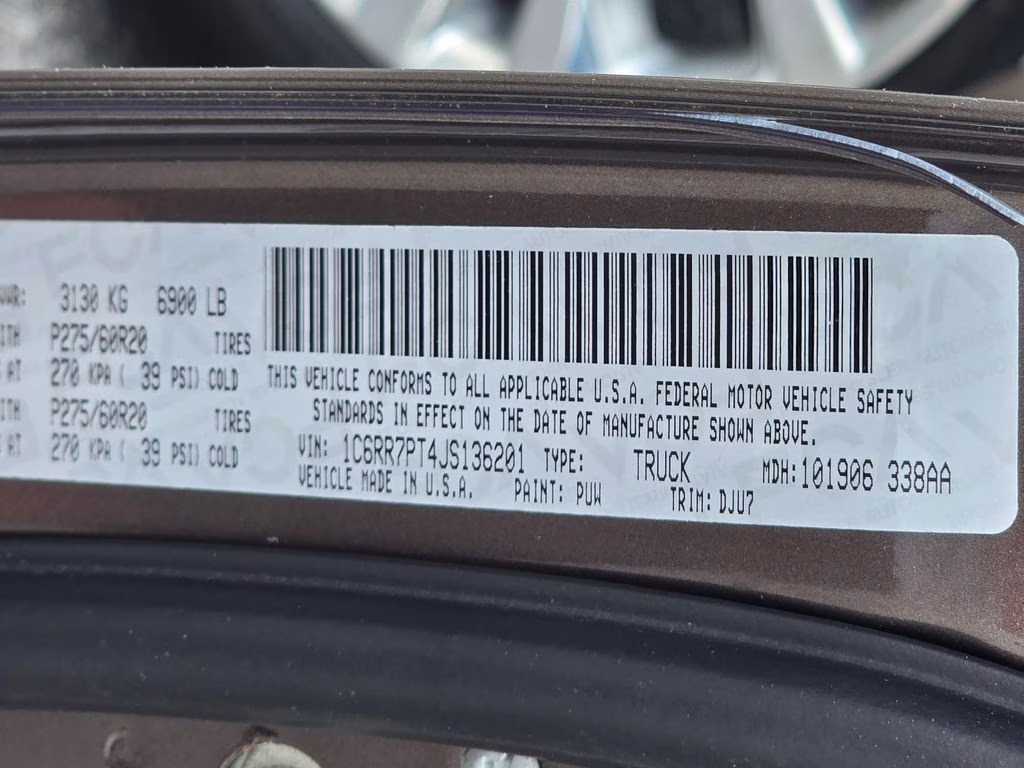 3130 KG 6900 LB
P275/60R20 TIRES
AT 270 KPA ( 39 PSI) COLD
P275/60R20 TIRES
AT 270 KPA ( 39 PSI) COLD
THIS VEHICLE CONFORMS TO ALL APPLICABLE U.S.A. FEDERAL MOTOR VEHICLE SAFETY
STANDARDS IN EFFECT ON THE DATE OF MANUFACTURE SHOWN ABOVE.
VIN: 1C6RR7PT4JS136201 TYPE: TRUCK MDH:101906 338AA
VEHICLE MADE IN U.S.A. PAINT: PUW TRIM: DJU7